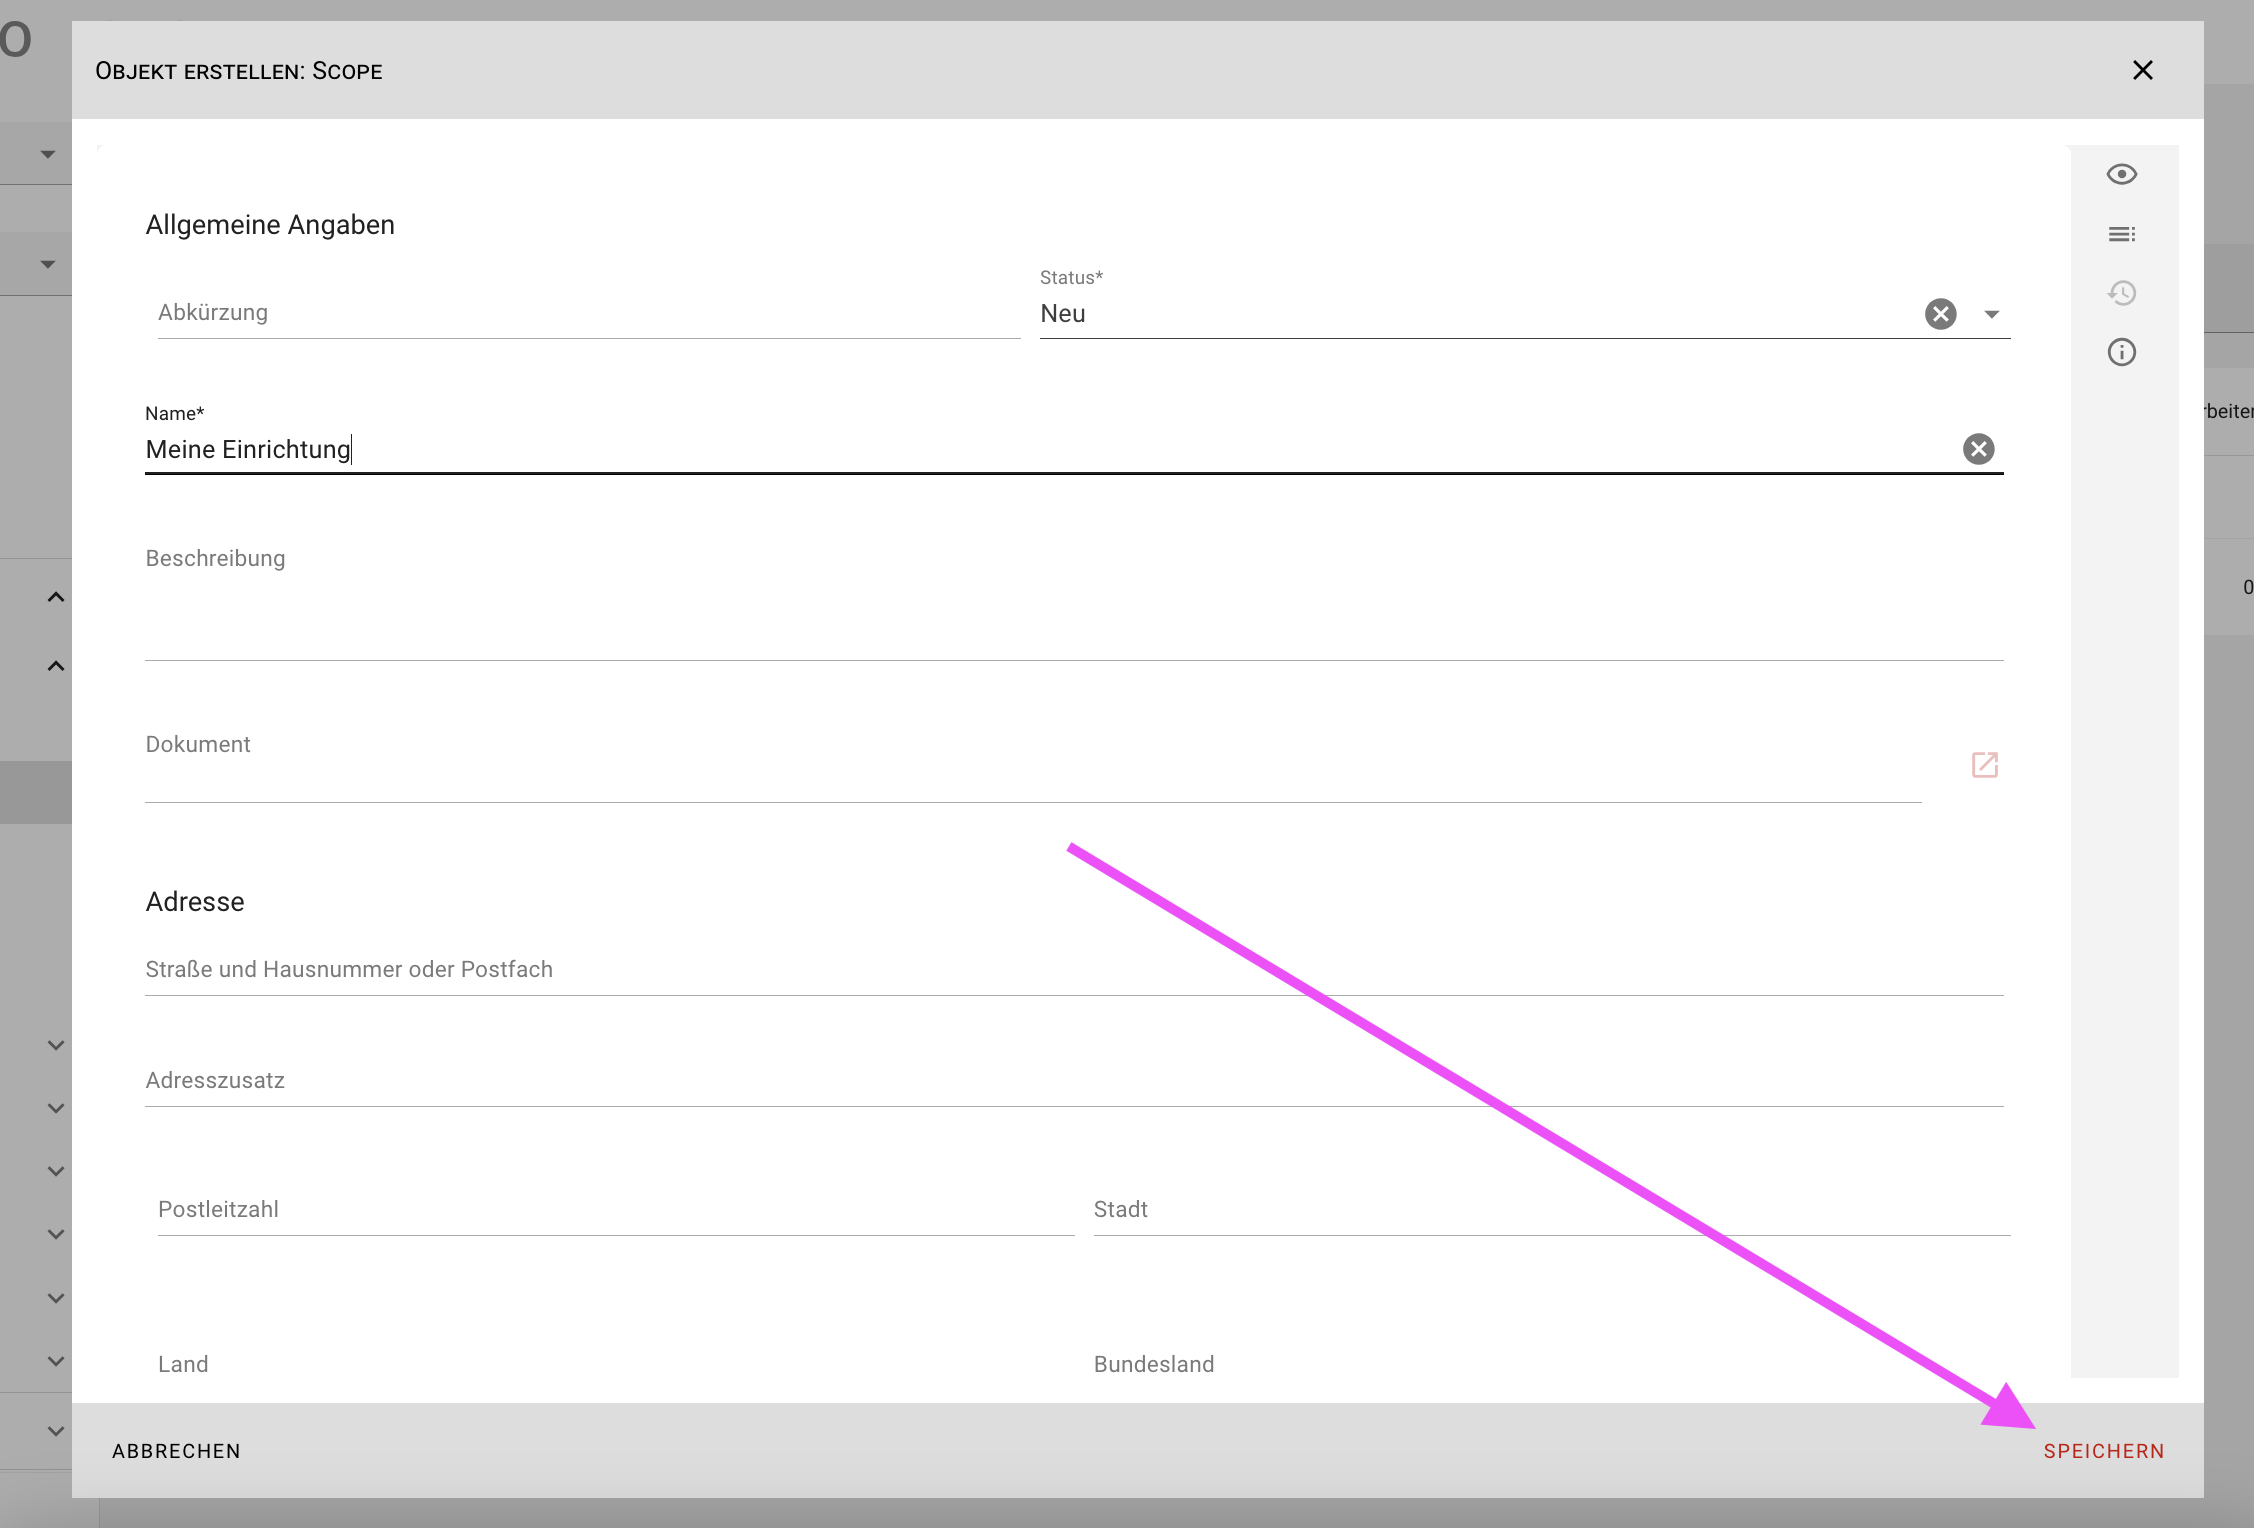 o
OBJEKT ERSTELLEN: SCOPE
Allgemeine Angaben
Abkürzung
Status*
Neu
Name*
Meine Einrichtung
Beschreibung
Dokument
Adresse
Straße und Hausnummer oder Postfach
Adresszusatz
Postleitzahl
Stadt
Land
Bundesland
ABBRECHEN
SPEICHERN
rbeiten
0